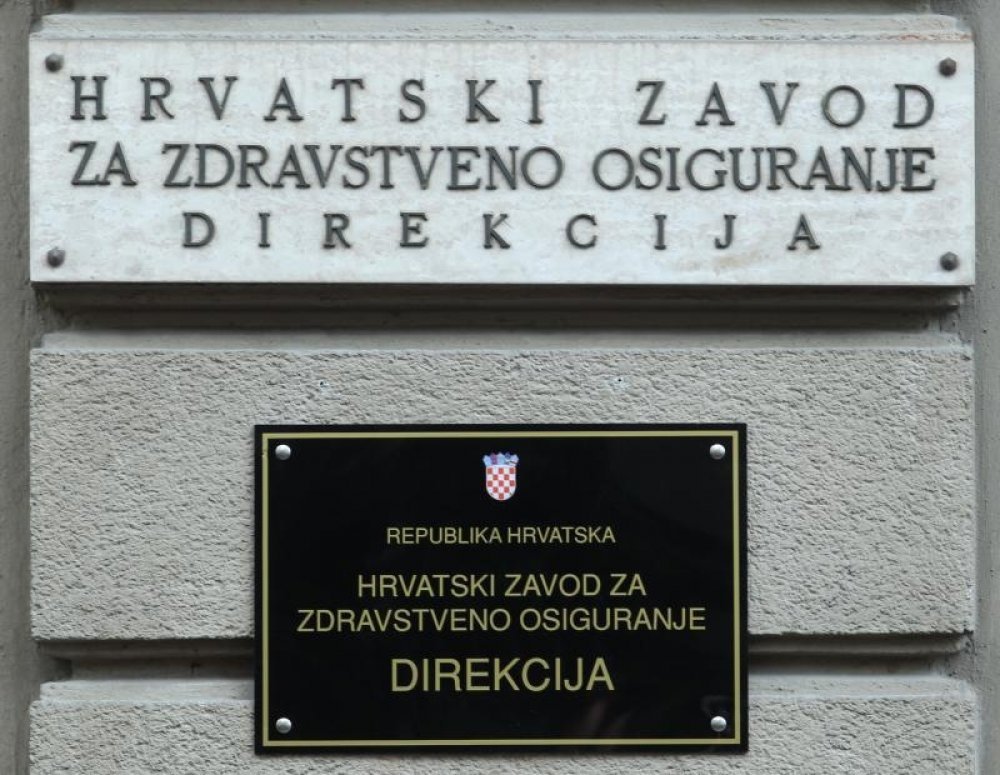 HRVATSKI ZAVOD
ZA ZDRAVSTVENO OSIGURANJE
DIREKCIJA
REPUBLIKA HRVATSKA
HRVATSKI ZAVOD ZA
ZDRAVSTVENO OSIGURANJE
DIREKCIJA